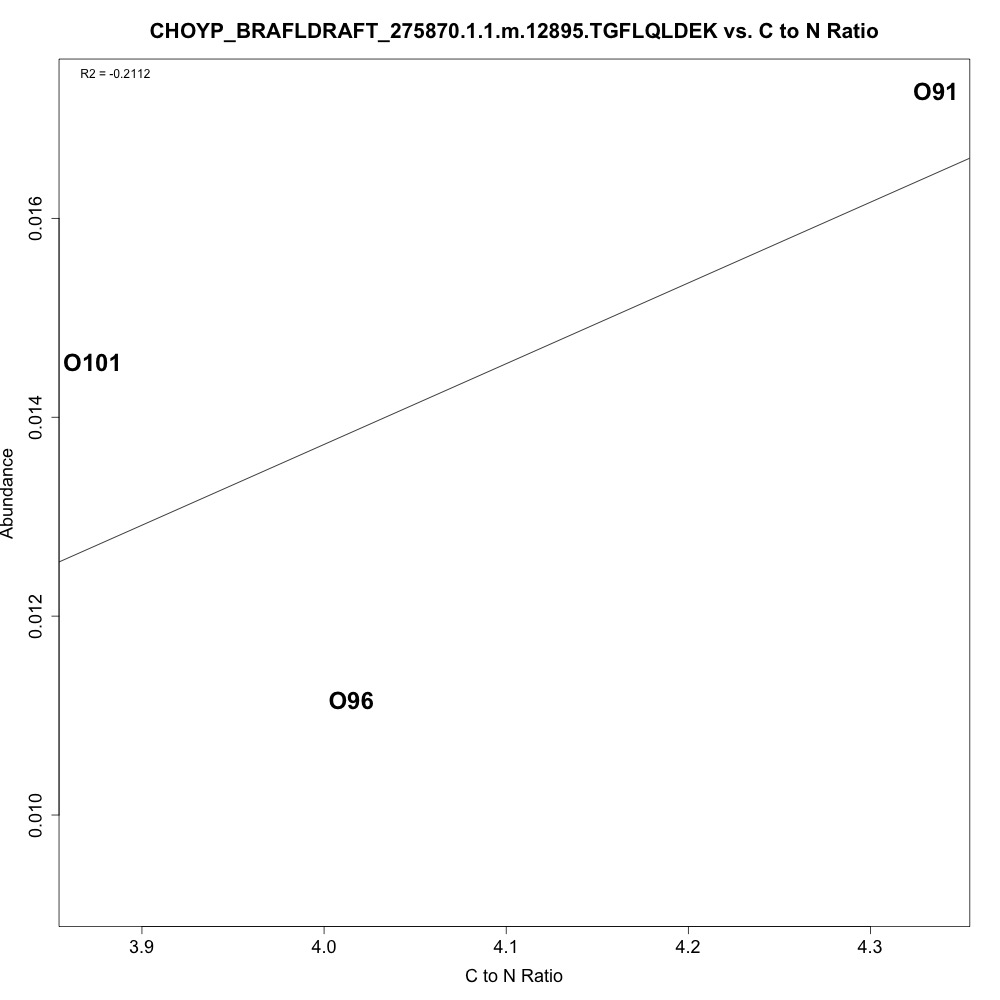 CHOYP_BRAFLDRAFT_275870.1.1.m.12895.TGFLQLDEK vs. C to N Ratio
R2 = -0.2112
O91
0.016
O101
0.014
Abundance
0.012
O96
0.010
3.9 4.0 4.1 4.2 4.3
C to N Ratio